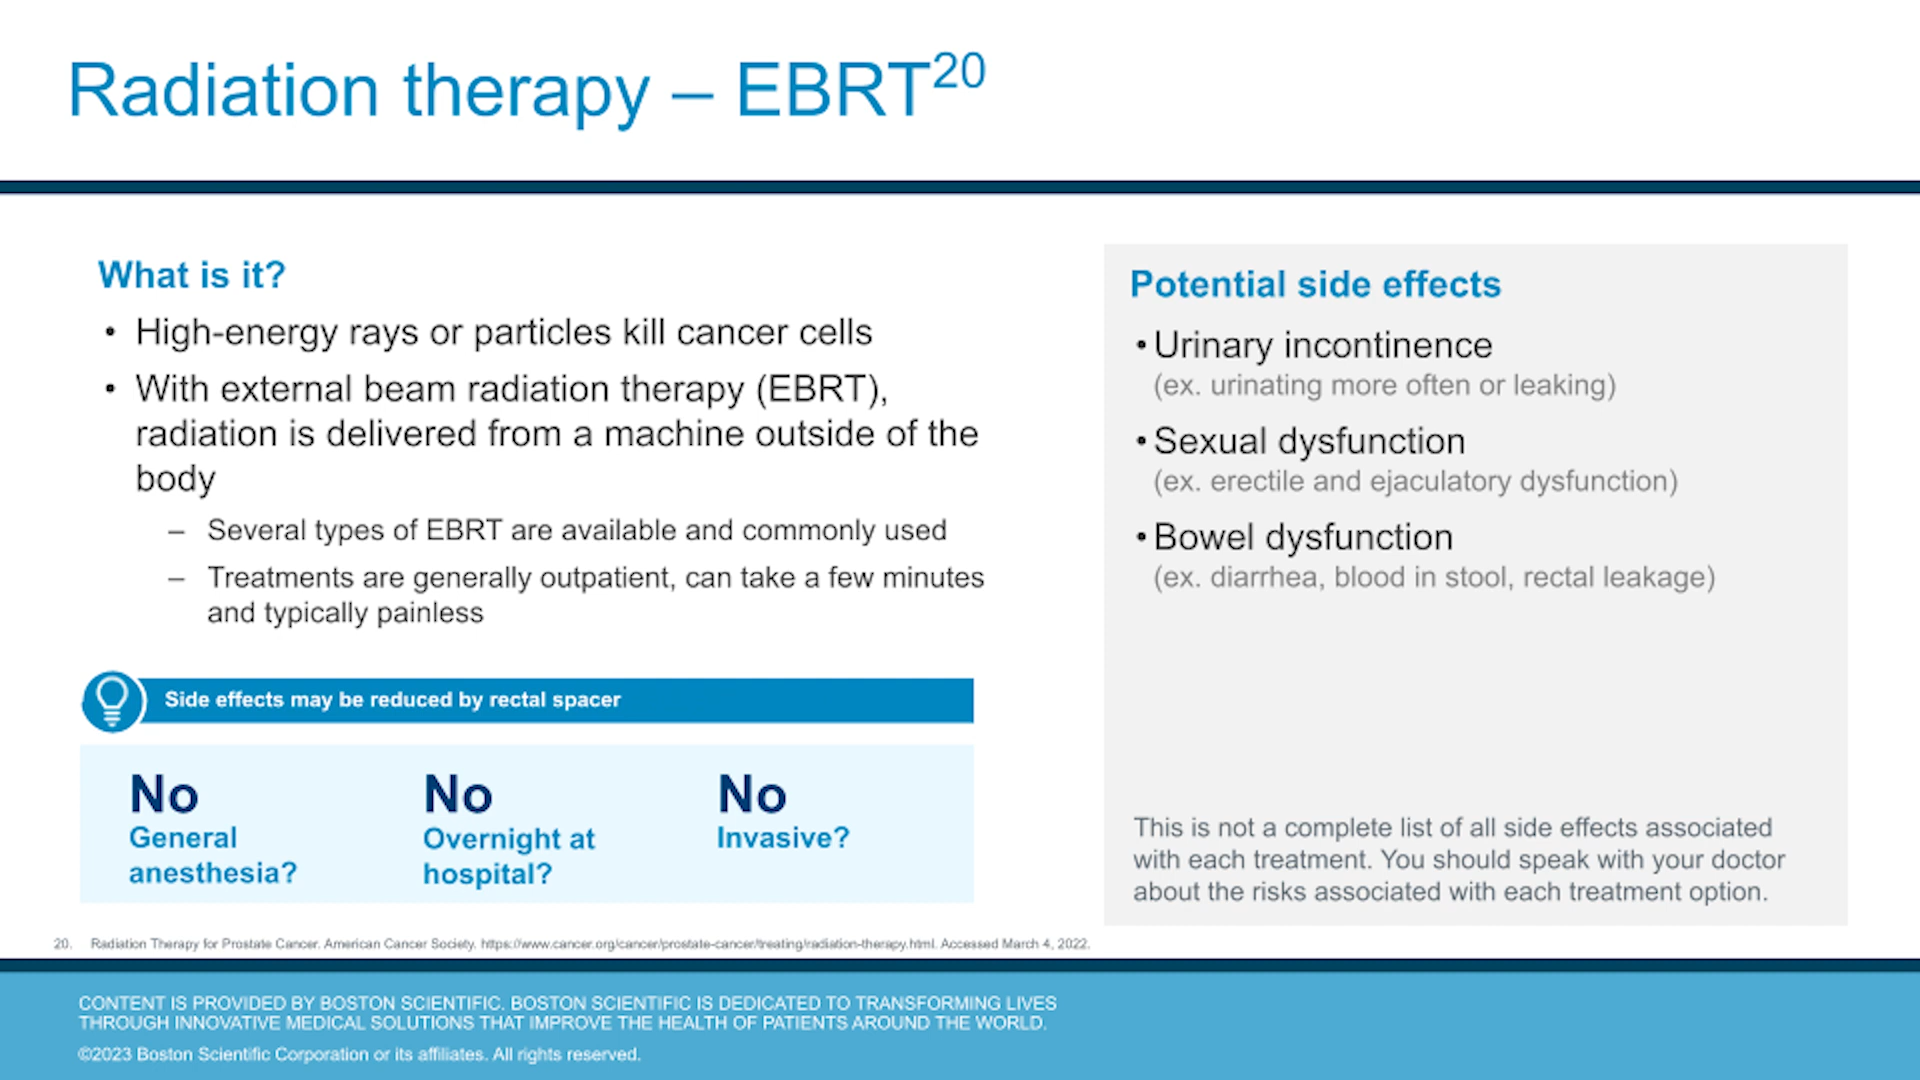 Radiation therapy – EBRT20
What is it?
• High-energy rays or particles kill cancer cells
• With external beam radiation therapy (EBRT),
radiation is delivered from a machine outside of the
body
– Several types of EBRT are available and commonly used
– Treatments are generally outpatient, can take a few minutes
and typically painless
Side effects may be reduced by rectal spacer
No
General
anesthesia?
No
Overnight at
hospital?
No
Invasive?
Potential side effects
• Urinary incontinence
(ex. urinating more often or leaking)
• Sexual dysfunction
(ex. erectile and ejaculatory dysfunction)
• Bowel dysfunction
(ex. diarrhea, blood in stool, rectal leakage)
This is not a complete list of all side effects associated
with each treatment. You should speak with your doctor
about the risks associated with each treatment option.
20. Radiation Therapy for Prostate Cancer. American Cancer Society. https://www.cancer.org/cancer/prostate-cancer/treating/radiation-therapy.html. Accessed March 4, 2022.
CONTENT IS PROVIDED BY BOSTON SCIENTIFIC. BOSTON SCIENTIFIC IS DEDICATED TO TRANSFORMING LIVES
THROUGH INNOVATIVE MEDICAL SOLUTIONS THAT IMPROVE THE HEALTH OF PATIENTS AROUND THE WORLD.
©2023 Boston Scientific Corporation or its affiliates. All rights reserved.